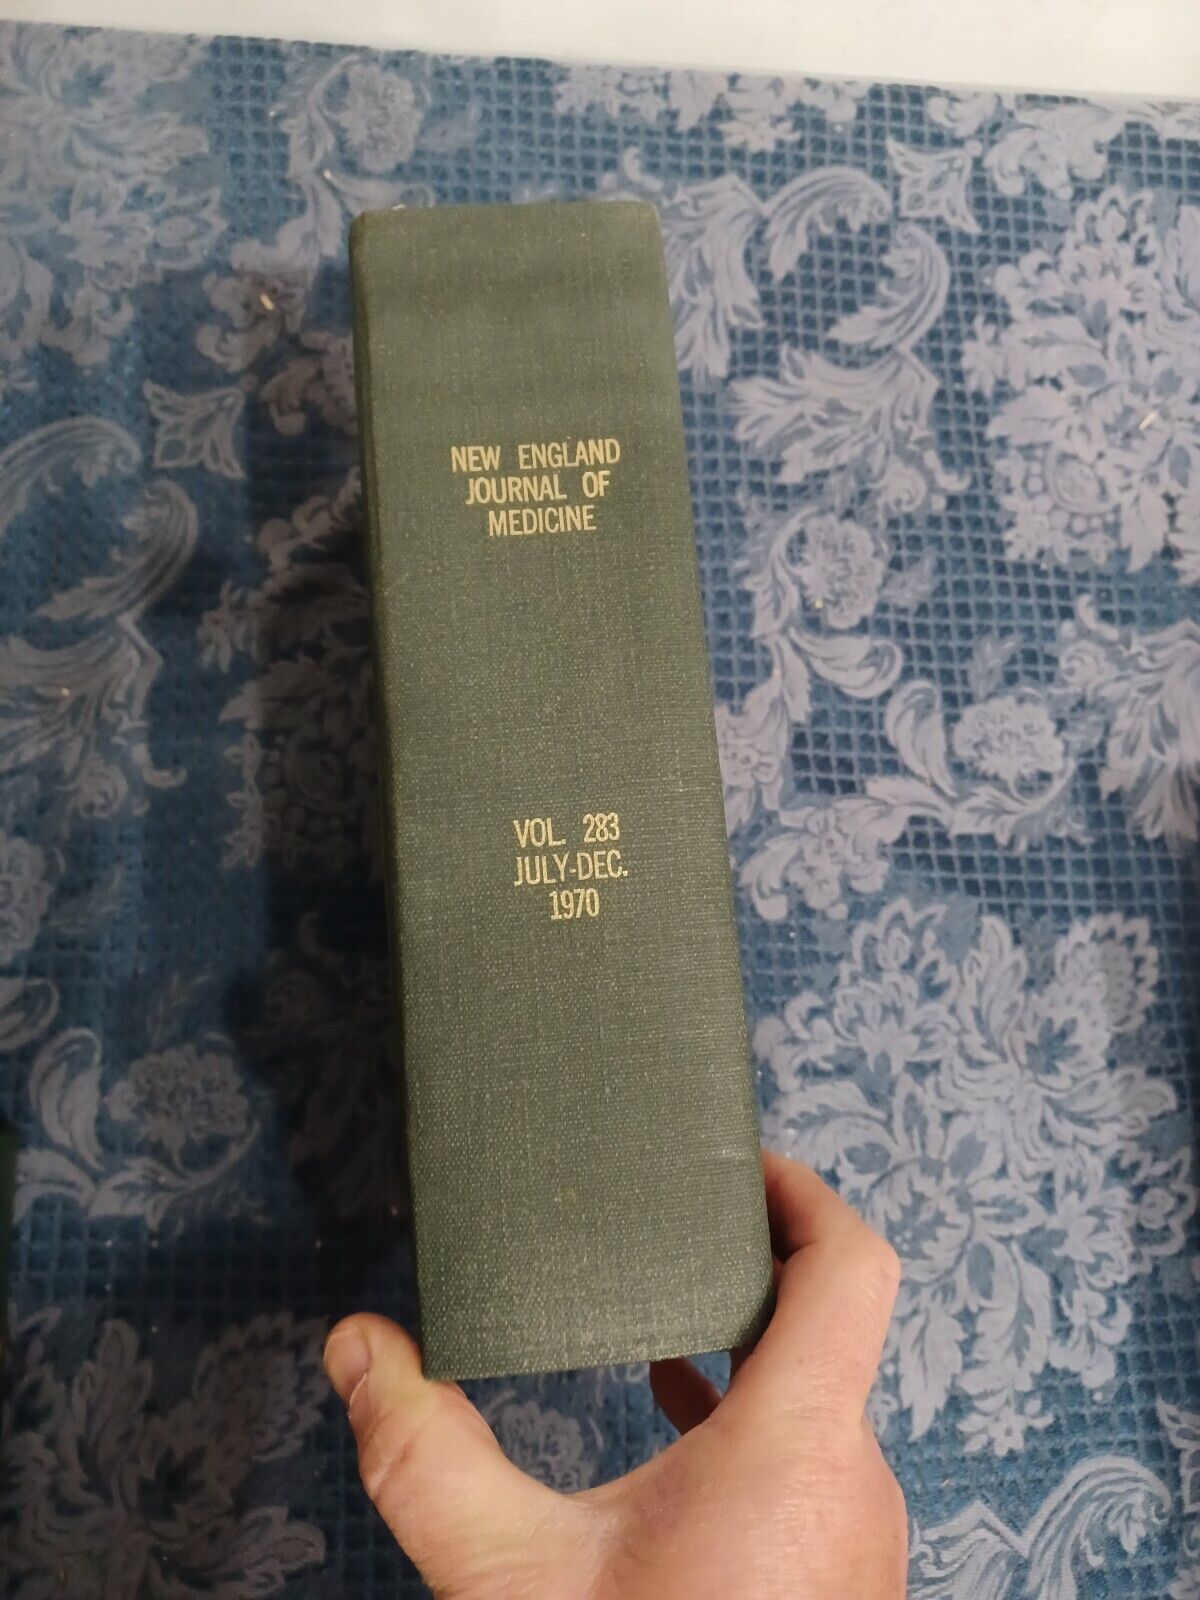 NEW ENGLAND
JOURNAL OF
MEDICINE
VOL. 283
JULY-DEC.
1970